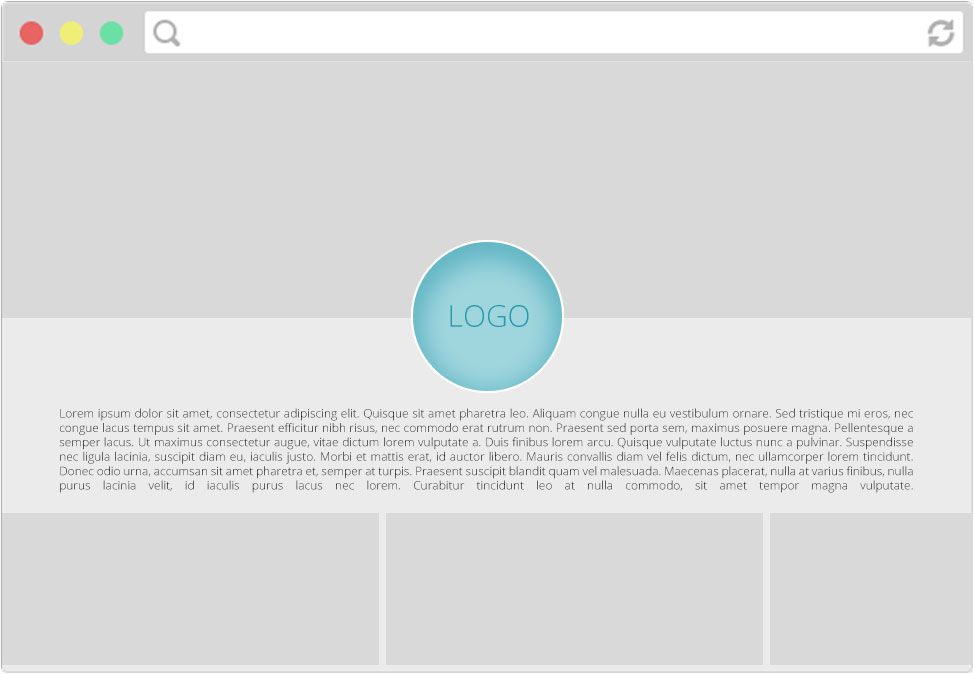 LOGO
Lorem ipsum dolor sit amet, consectetur adipiscing elit. Quisque sit amet pharetra leo. Aliquam congue nulla eu vestibulum ornare. Sed tristique mi eros, nec
congue lacus tempus sit amet. Praesent efficitur nibh risus, nec commodo erat rutrum non. Praesent sed porta sem, maximus posuere magna. Pellentesque a
semper lacus. Ut maximus consectetur augue, vitae dictum lorem vulputate a. Duis finibus lorem arcu. Quisque vulputate luctus nunc a pulvinar. Suspendisse
nec ligula lacinia, suscipit diam eu, iaculis justo. Morbi et mattis erat, id auctor libero. Mauris convallis diam vel felis dictum, nec ullamcorper lorem tincidunt.
Donec odio urna, accumsan sit amet pharetra et, semper at turpis. Praesent suscipit blandit quam vel malesuada. Maecenas placerat, nulla at varius finibus, nulla
purus lacinia velit, id iaculis purus lacus nec lorem. Curabitur tincidunt leo at nulla commodo, sit amet tempor magna vulputate.